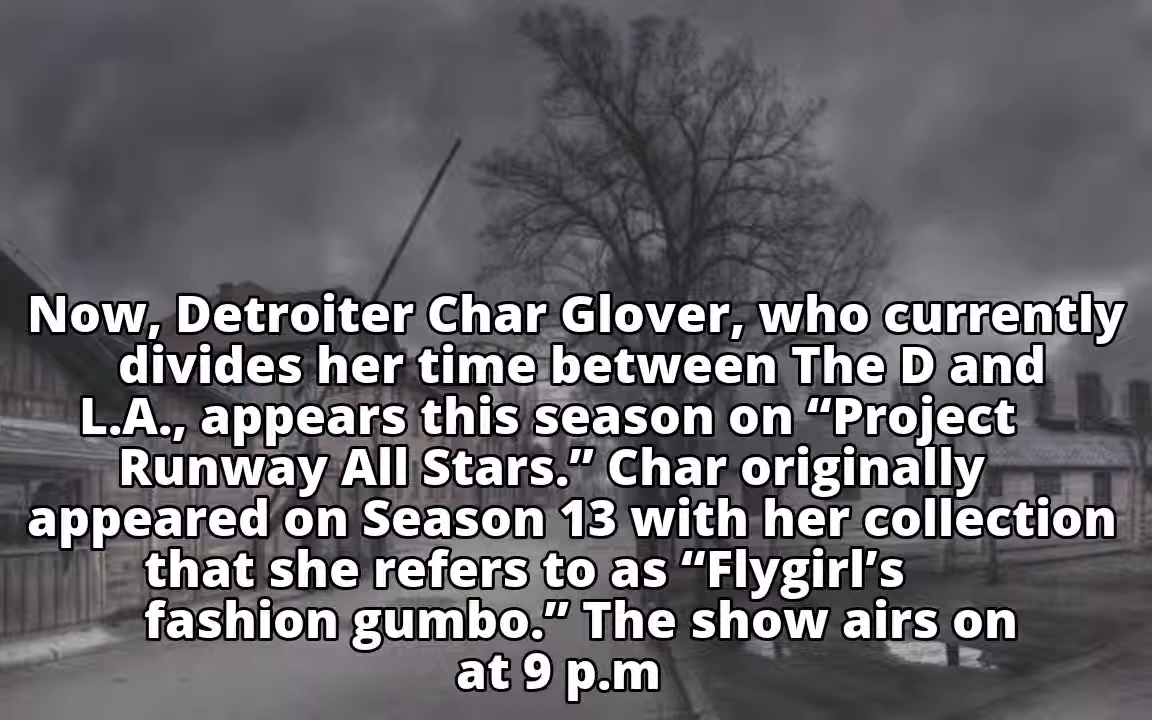 Now, Detroiter Char Glover, who currently
divides her time between The D and
L.A., appears this season on “Project
Runway All Stars.” Char originally
appeared on Season 13 with her collection
that she refers to as “Flygirl’s
fashion gumbo.” The show airs on
at 9 p.m